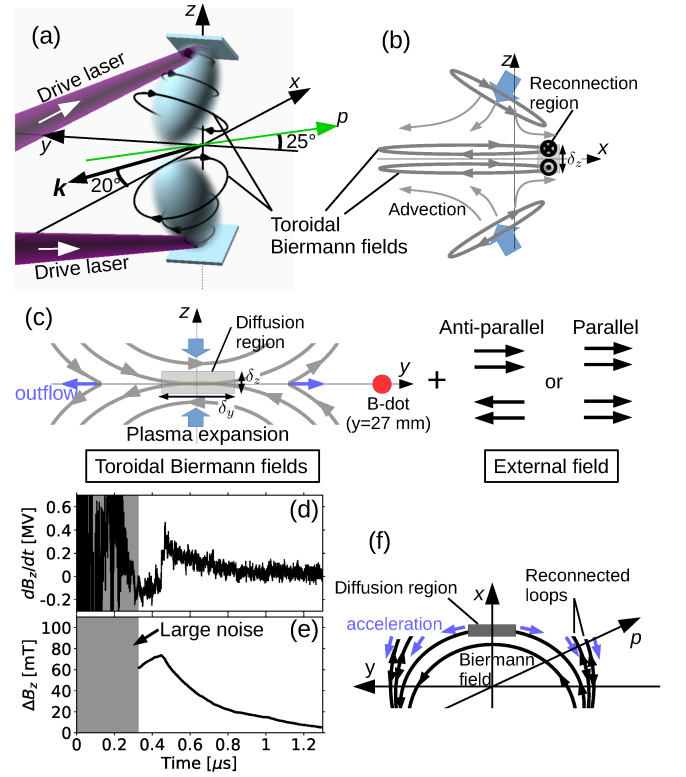 (a)
z
Drive laser
x
p
y
25°
k
20°
Toroidal
Biermann fields
Drive laser
(b)
z
Reconnection
region
δz
x
Advection
(c)
z
Diffusion
region
δz
y
outflow
δy
B-dot
(y=27 mm)
Plasma expansion
Toroidal Biermann fields
+
Anti-parallel
Parallel
or
External field
(d)
dBz/dt [MV]
0.6
0.4
0.2
0
-0.2
(e)
Large noise
ΔBz [mT]
100
80
60
40
20
0
0 0.2 0.4 0.6 0.8 1 1.2
Time [μs]
(f)
Diffusion region
x
Reconnected
loops
acceleration
p
Biermann
field
y